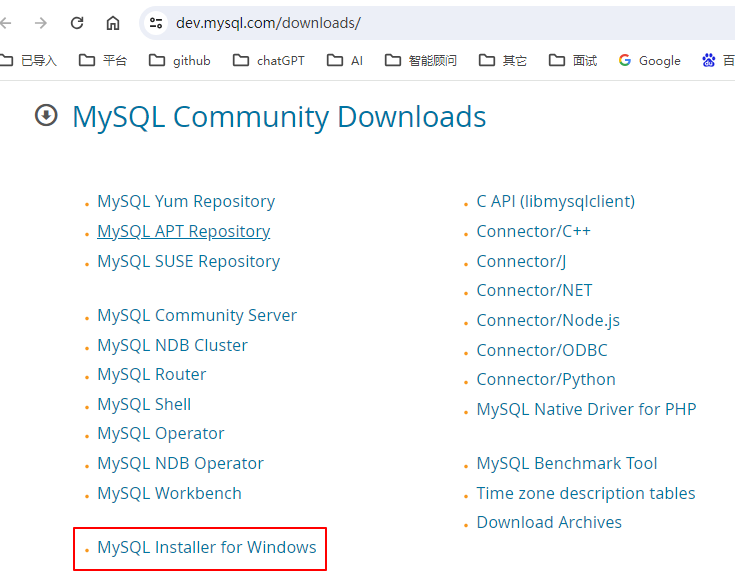 dev.mysql.com/downloads/
已导入 平台 github chatGPT AI 智能顾问 其它 面试 Google 百
MySQL Community Downloads
MySQL Yum Repository
MySQL APT Repository
MySQL SUSE Repository
MySQL Community Server
MySQL NDB Cluster
MySQL Router
MySQL Shell
MySQL Operator
MySQL NDB Operator
MySQL Workbench
MySQL Installer for Windows
C API (libmysqlclient)
Connector/C++
Connector/J
Connector/NET
Connector/Node.js
Connector/ODBC
Connector/Python
MySQL Native Driver for PHP
MySQL Benchmark Tool
Time zone description tables
Download Archives